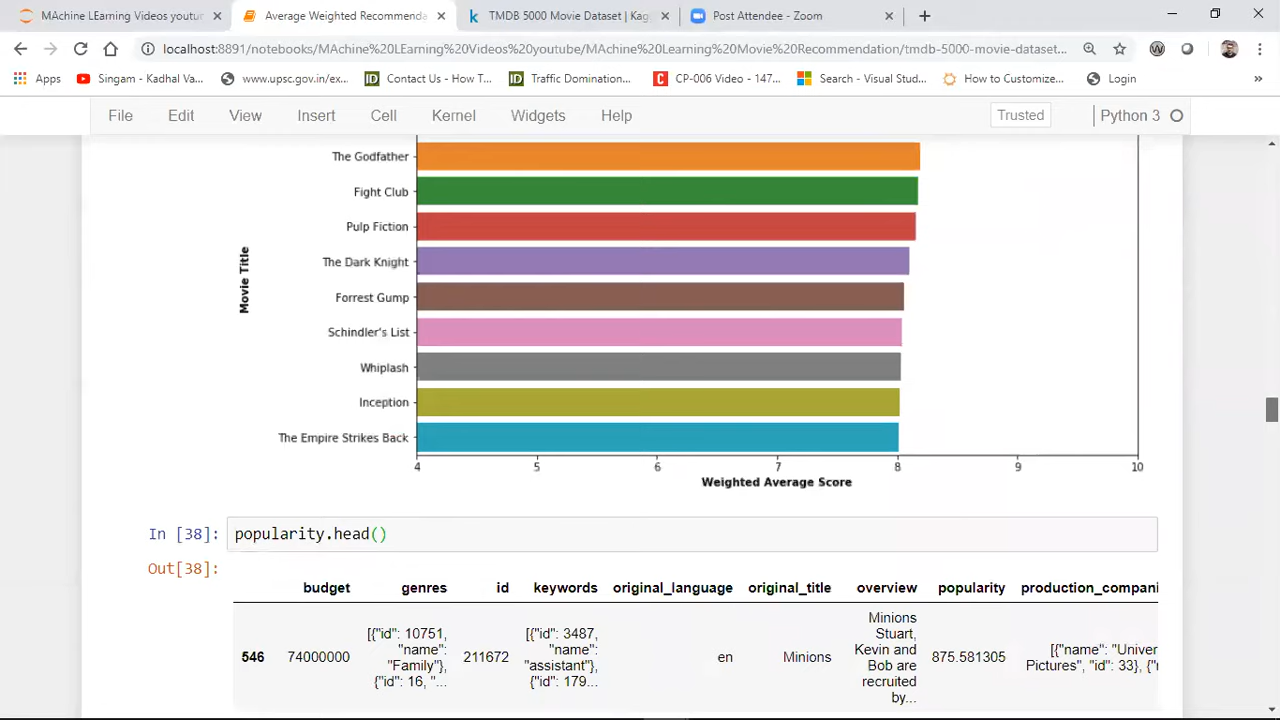 MAchine LEarning Videos youtur
Average Weighted Recommenda
TMDB 5000 Movie Dataset | Kag
Post Attendee - Zoom
localhost:8891/notebooks/MAchine%20LEarning%20Videos%20youtube/MAchine%20Learning%20Movie%20Recommendation/tmdb-5000-movie-dataset...
Apps
Singam - Kadhal Va...
www.upsc.gov.in/ex...
Contact Us - How T...
Traffic Domination...
CP-006 Video - 147...
Search - Visual Stud...
How to Customize...
Login
File Edit View Insert Cell Kernel Widgets Help
Trusted
Python 3
The Godfather
Fight Club
Pulp Fiction
The Dark Knight
Forrest Gump
Schindler's List
Whiplash
Inception
The Empire Strikes Back
Movie Title
4 5 6 7 8 9 10
Weighted Average Score
In [38]: popularity.head()
Out[38]:
budget genres id keywords original_language original_title overview popularity production_compani
546 74000000 [{"id": 10751, "name": "Family"}, {"id": 16, "... 211672 [{"id": 3487, "name": "assistant"}, {"id": 179... en Minions Minions Stuart, Kevin and Bob are recruited by... 875.581305 [{"name": "Univer Pictures", "id": 33}, {"n